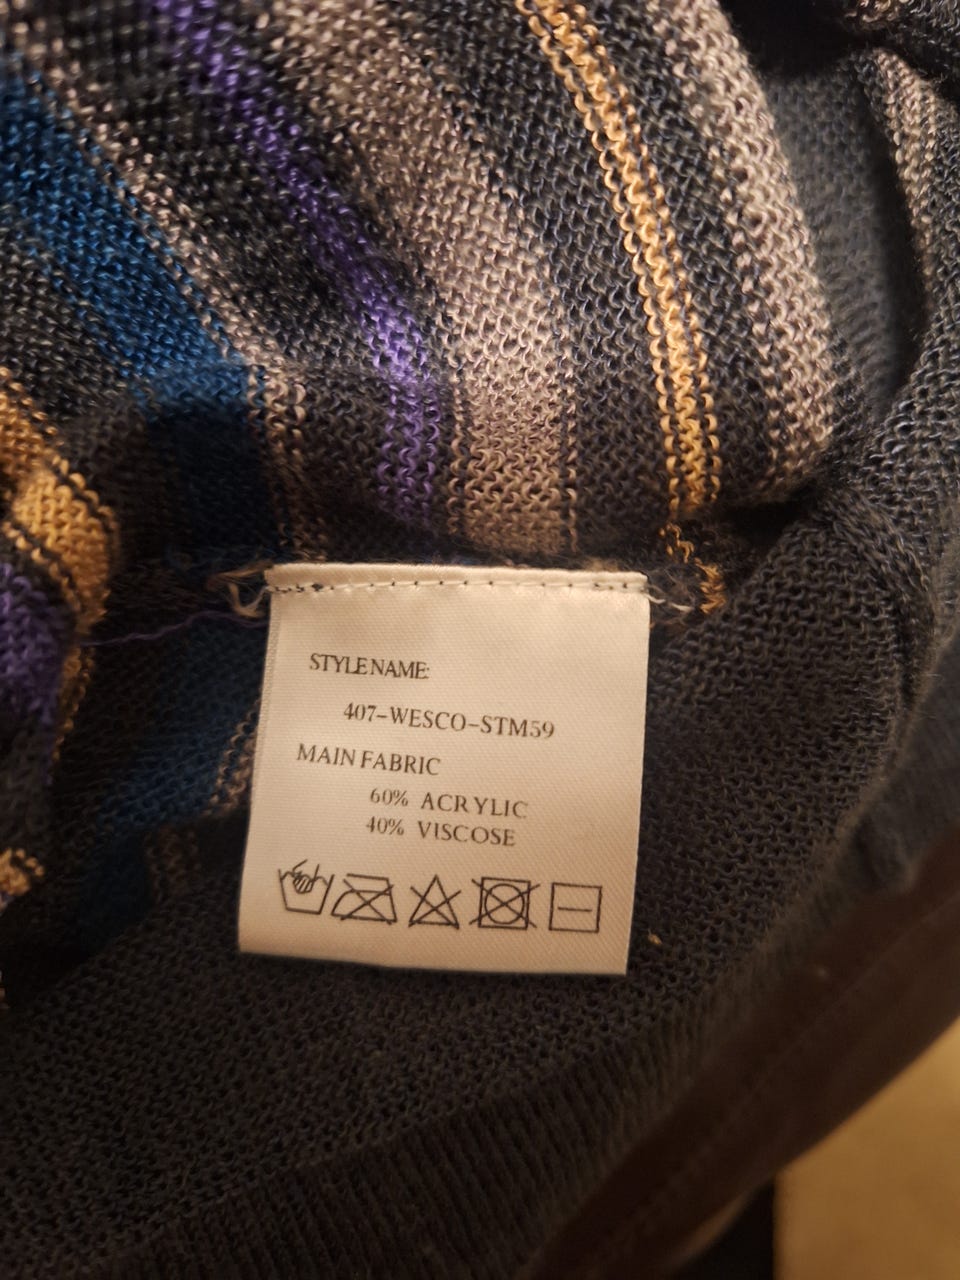 STYLE NAME:
407-WESCO-STM59
MAIN FABRIC
60% ACRYLIC
40% VISCOSE